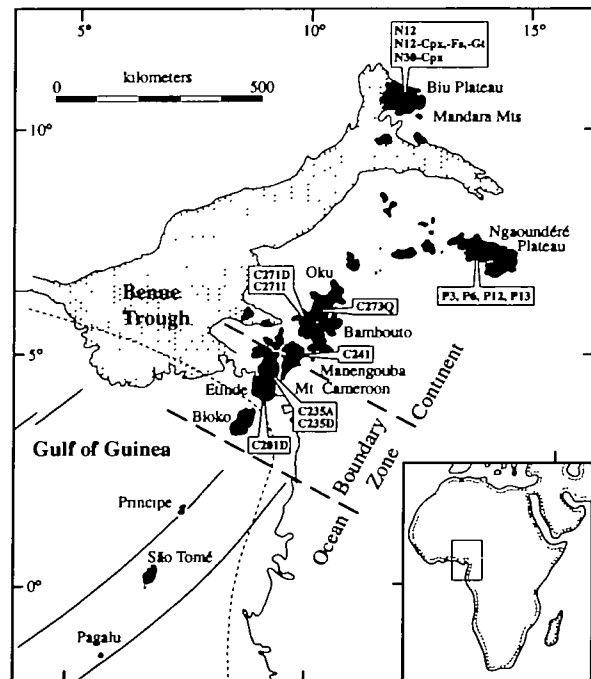 5°
10°
15°
N12
N12-Cpx,-Fa,-Gt
N30-Cpx
kilometers
0
500
Biu Plateau
Mandara Mts
10°
Ngaoundéré
Plateau
Oku
C271D
C271I
C273Q
P3, P6, P12, P13
Benue
Trough
Bambouto
C241
5°
Manengouba
Etinde
Mt Cameroon
Bioko
C235A
C235D
C281D
Continent
Boundary
Zone
Ocean
Gulf of Guinea
Principe
São Tomé
0°
Pagalu
5°
10°